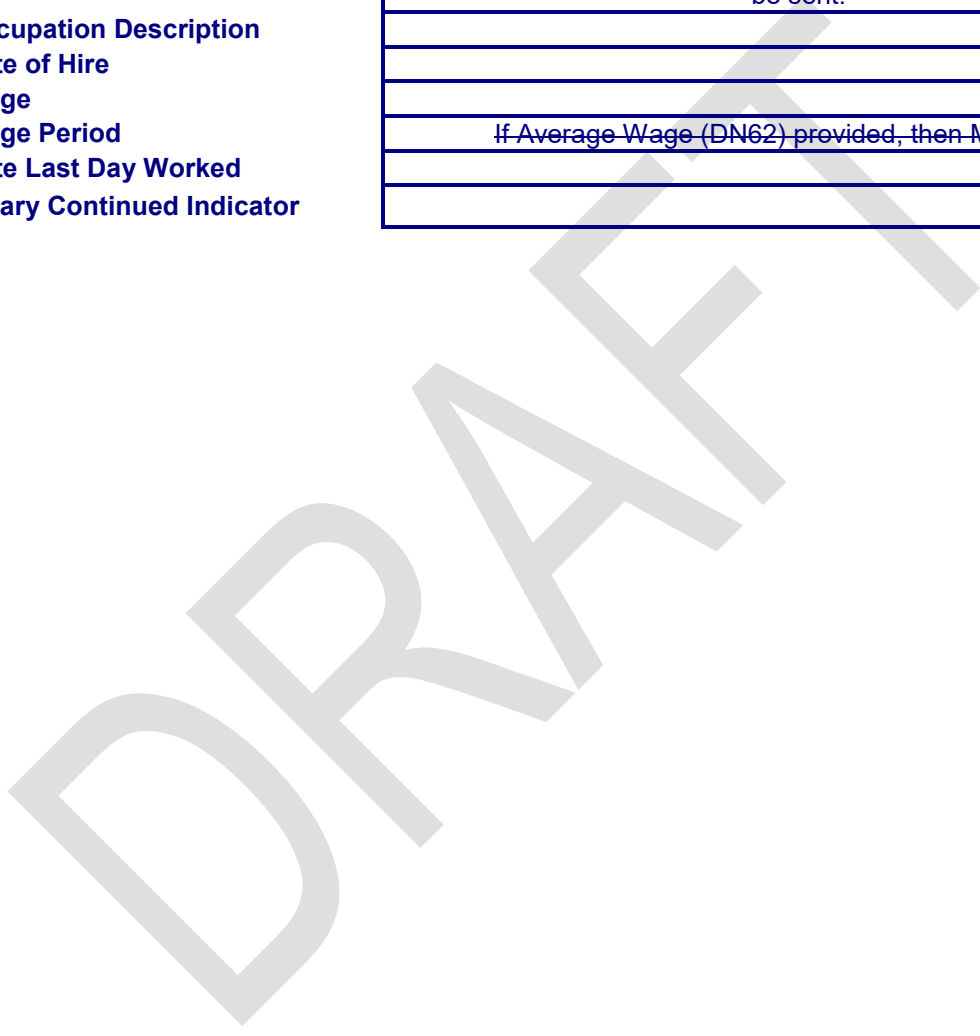 be sent.
cupation Description
te of Hire
ge
ge Period If Average Wage (DN62) provided, then M
te Last Day Worked
ary Continued Indicator
DRAFT